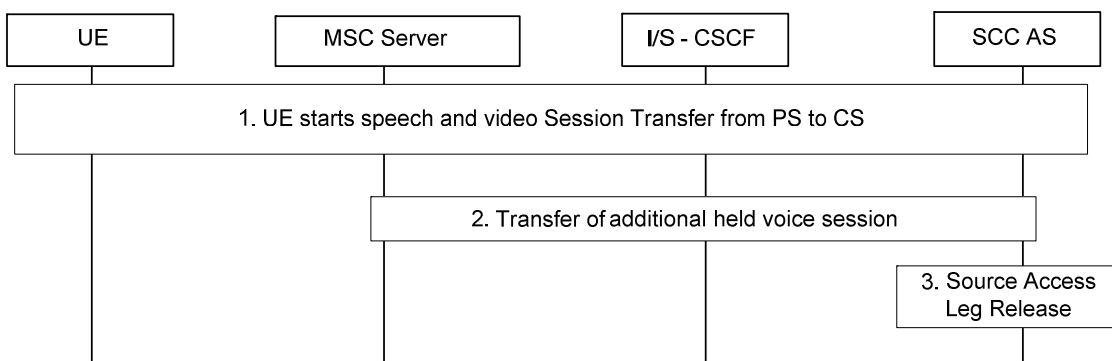 UE
MSC Server
I/S - CSCF
SCC AS
1. UE starts speech and video Session Transfer from PS to CS
2. Transfer of additional held voice session
3. Source Access
Leg Release